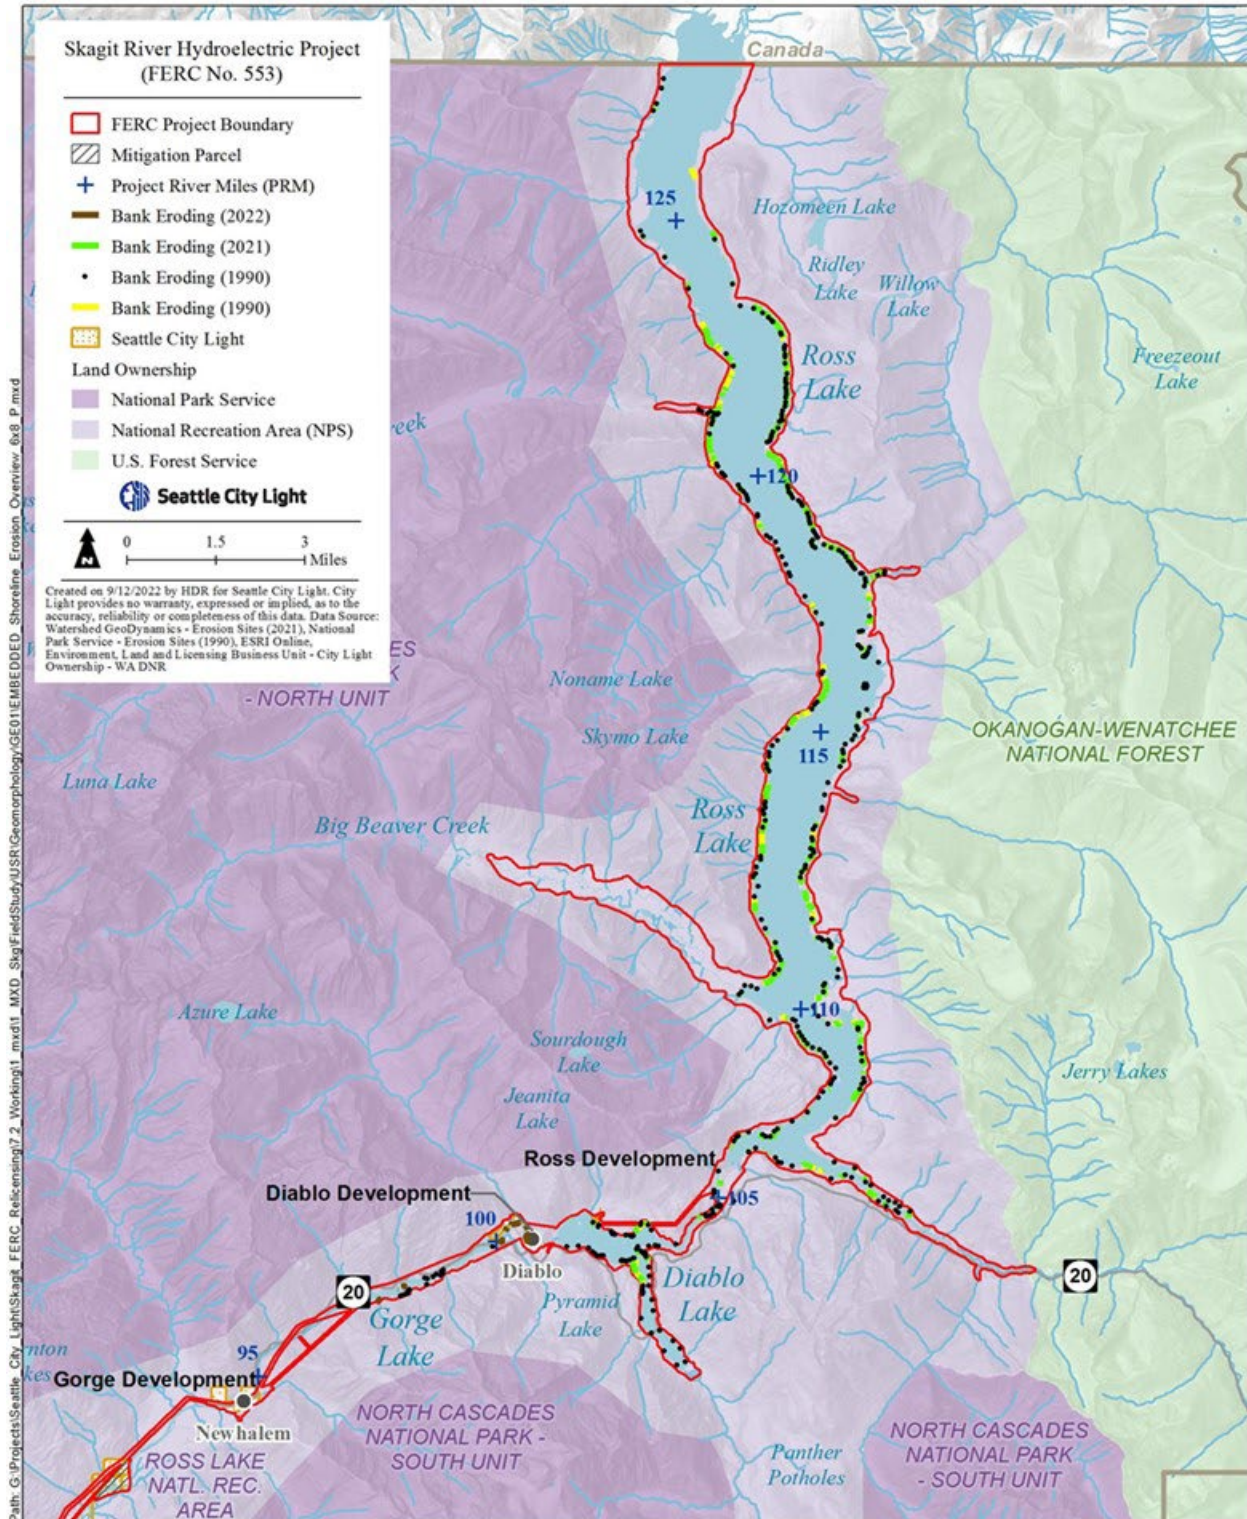 Skagit River Hydroelectric Project
(FERC No. 553)
FERC Project Boundary
Mitigation Parcel
Project River Miles (PRM)
Bank Eroding (2022)
Bank Eroding (2021)
Bank Eroding (1990)
Bank Eroding (1990)
Seattle City Light
Land Ownership
National Park Service
National Recreation Area (NPS)
U.S. Forest Service
Seattle City Light
N
0 1.5 3
Miles
Created on 9/12/2022 by HDR for Seattle City Light. City
Light provides no warranty, expressed or implied, as to the
accuracy, reliability or completeness of this data. Data Source:
Watershed GeoDynamics - Erosion Sites (2021), National
Park Service - Erosion Sites (1990), ESRI Online,
Environment, Land and Licensing Business Unit - City Light
Ownership - WA DNR
Canada
125
Hozomeen Lake
Ridley
Lake
Willow
Lake
Ross
Lake
Freezeout
Lake
eek
120
- NORTH UNIT
Noname Lake
Skymo Lake
115
OKANOGAN-WENATCHEE
NATIONAL FOREST
Luna Lake
Ross
Lake
Big Beaver Creek
Azure Lake
110
Sourdough
Lake
Jerry Lakes
Jeanita
Lake
Ross Development
Diablo Development
105
100
Diablo
20
20
Diablo
Lake
Pyramid
Lake
Gorge
Lake
95
nton
kes
Gorge Development
Newhalem
NORTH CASCADES
NATIONAL PARK -
SOUTH UNIT
NORTH CASCADES
NATIONAL PARK
- SOUTH UNIT
Panther
Potholes
ROSS LAKE
NATL. REC.
AREA